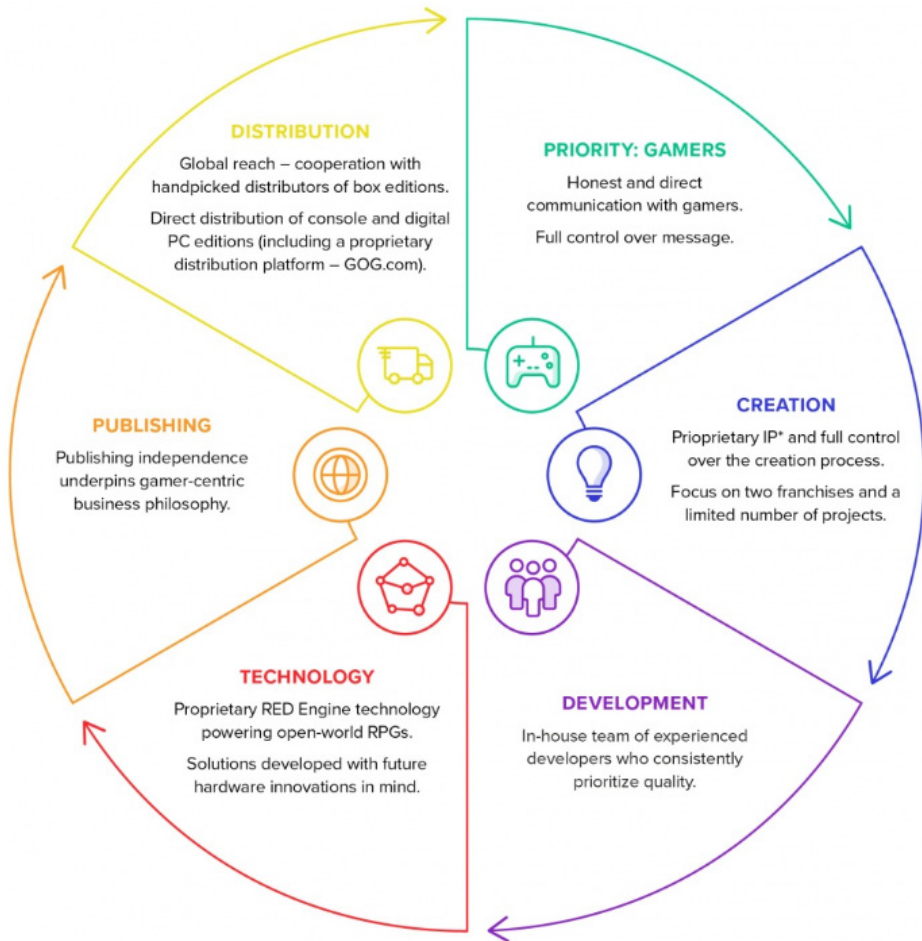 DISTRIBUTION
Global reach – cooperation with
handpicked distributors of box editions.
Direct distribution of console and digital
PC editions (including a proprietary
distribution platform – GOG.com).
PRIORITY: GAMERS
Honest and direct
communication with gamers.
Full control over message.
CREATION
Prioprietary IP* and full control
over the creation process.
Focus on two franchises and a
limited number of projects.
DEVELOPMENT
In-house team of experienced
developers who consistently
prioritize quality.
TECHNOLOGY
Proprietary RED Engine technology
powering open-world RPGs.
Solutions developed with future
hardware innovations in mind.
PUBLISHING
Publishing independence
underpins gamer-centric
business philosophy.